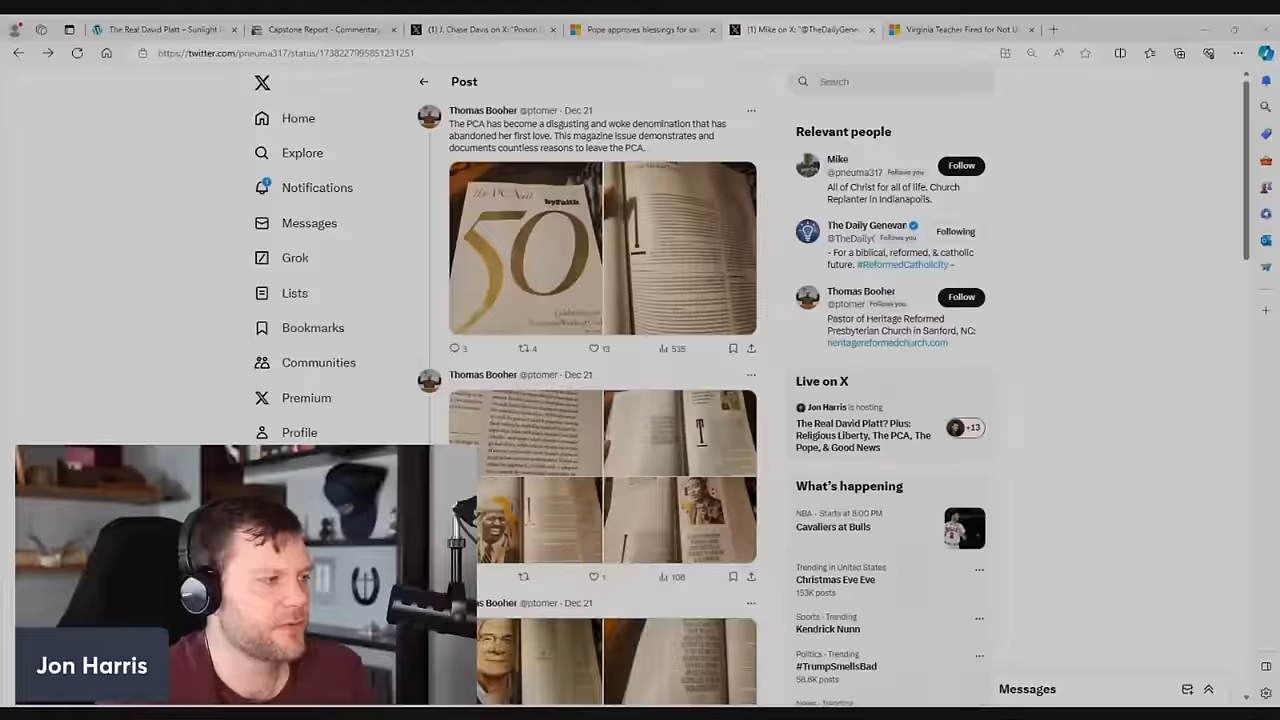 The Real David Platt – Sunlight R
Capstone Report - Commentary
(1) J. Chase Davis on X: "Poison
Pope approves blessings for sa
(1) Mike on X: "@TheDailyGene
Virginia Teacher Fired for Not U
https://twitter.com/pneuma317/status/1738227995851231251
Post
Search
Home
Explore
Notifications
Messages
Grok
Lists
Bookmarks
Communities
Premium
Profile
Thomas Booher @ptomer · Dec 21
The PCA has become a disgusting and woke denomination that has
abandoned her first love. This magazine issue demonstrates and
documents countless reasons to leave the PCA.
byFaith
50
3
4
13
535
Thomas Booher @ptomer · Dec 21
1
108
Booher @ptomer · Dec 21
Relevant people
Mike
@pneuma317 Follows you
Follow
All of Christ for all of life. Church
Replanter in Indianapolis.
The Daily Genevan
@TheDaily Follows you
Following
- For a biblical, reformed, & catholic
future. #ReformedCatholicity -
Thomas Booher
@ptomer Follows you
Follow
Pastor of Heritage Reformed
Presbyterian Church in Sanford, NC:
heritagereformedchurch.com
Live on X
Jon Harris is hosting
The Real David Platt? Plus:
Religious Liberty, The PCA, The
Pope, & Good News
+13
What's happening
NBA · Starts at 8:00 PM
Cavaliers at Bulls
Trending in United States
Christmas Eve Eve
153K posts
Sports · Trending
Kendrick Nunn
Politics · Trending
#TrumpSmellsBad
56.6K posts
Messages
Jon Harris